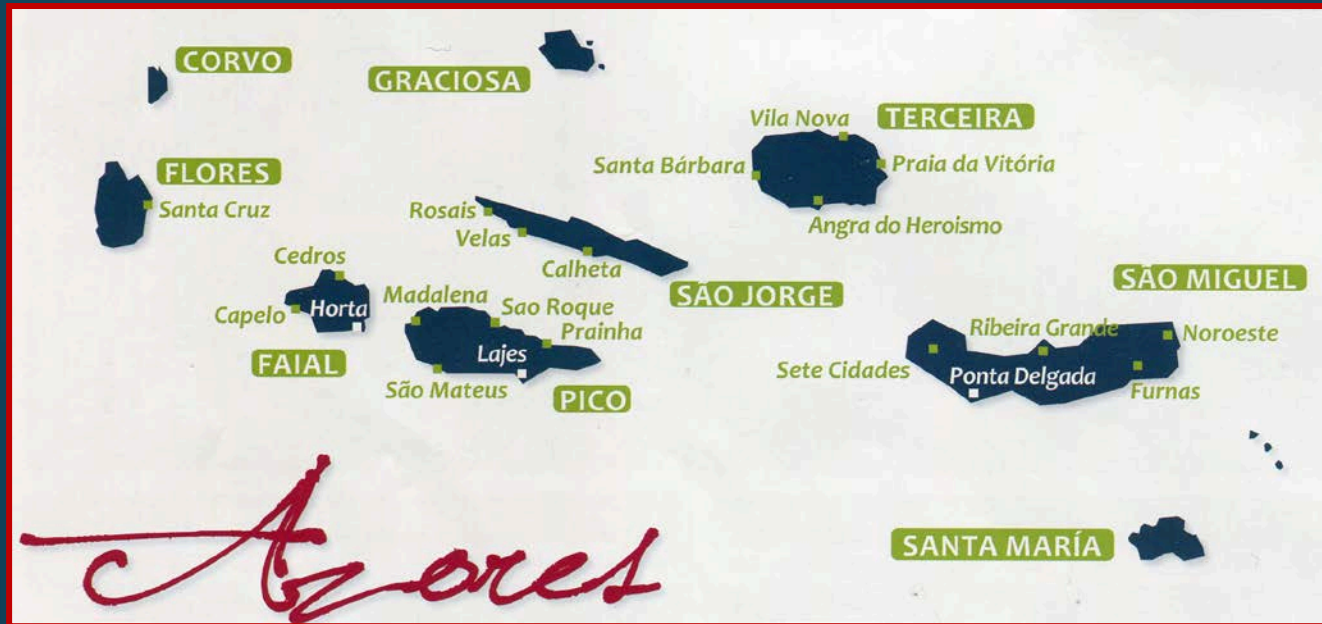 CORVO
GRACIOSA
FLORES
Santa Cruz
Vila Nova
TERCEIRA
Santa Bárbara
Praia da Vitória
Angra do Heroismo
Rosais
Velas
Calheta
SÃO JORGE
Cedros
Capelo
Horta
FAIAL
Madalena
Sao Roque
Prainha
Lajes
São Mateus
PICO
SÃO MIGUEL
Ribeira Grande
Noroeste
Sete Cidades
Ponta Delgada
Furnas
SANTA MARÍA
Azores